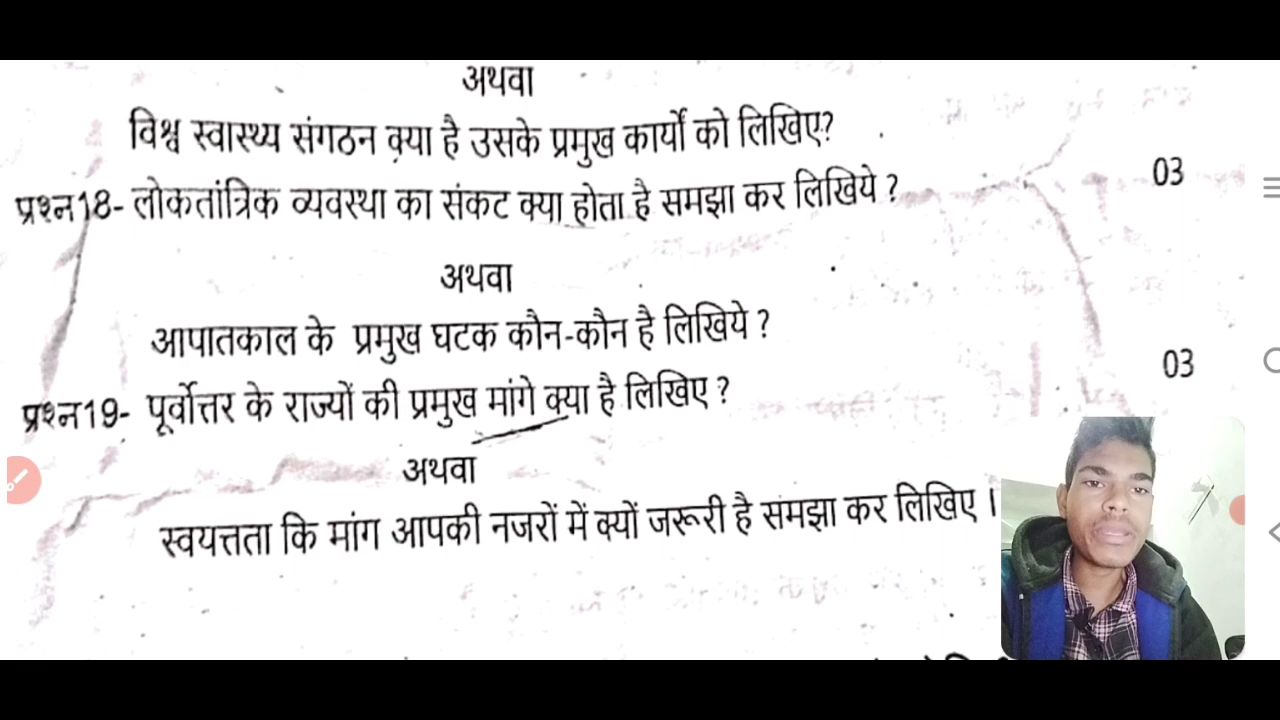 अथवा
विश्व स्वास्थ्य संगठन क्या है उसके प्रमुख कार्यों को लिखिए?
प्रश्न18- लोकतांत्रिक व्यवस्था का संकट क्या होता है समझा कर लिखिये ? 03
अथवा
आपातकाल के प्रमुख घटक कौन-कौन है लिखिये ?
प्रश्न19- पूर्वोत्तर के राज्यों की प्रमुख मांगे क्या है लिखिए ? 03
अथवा
स्वयत्तता कि मांग आपकी नजरों में क्यों जरूरी है समझा कर लिखिए ।